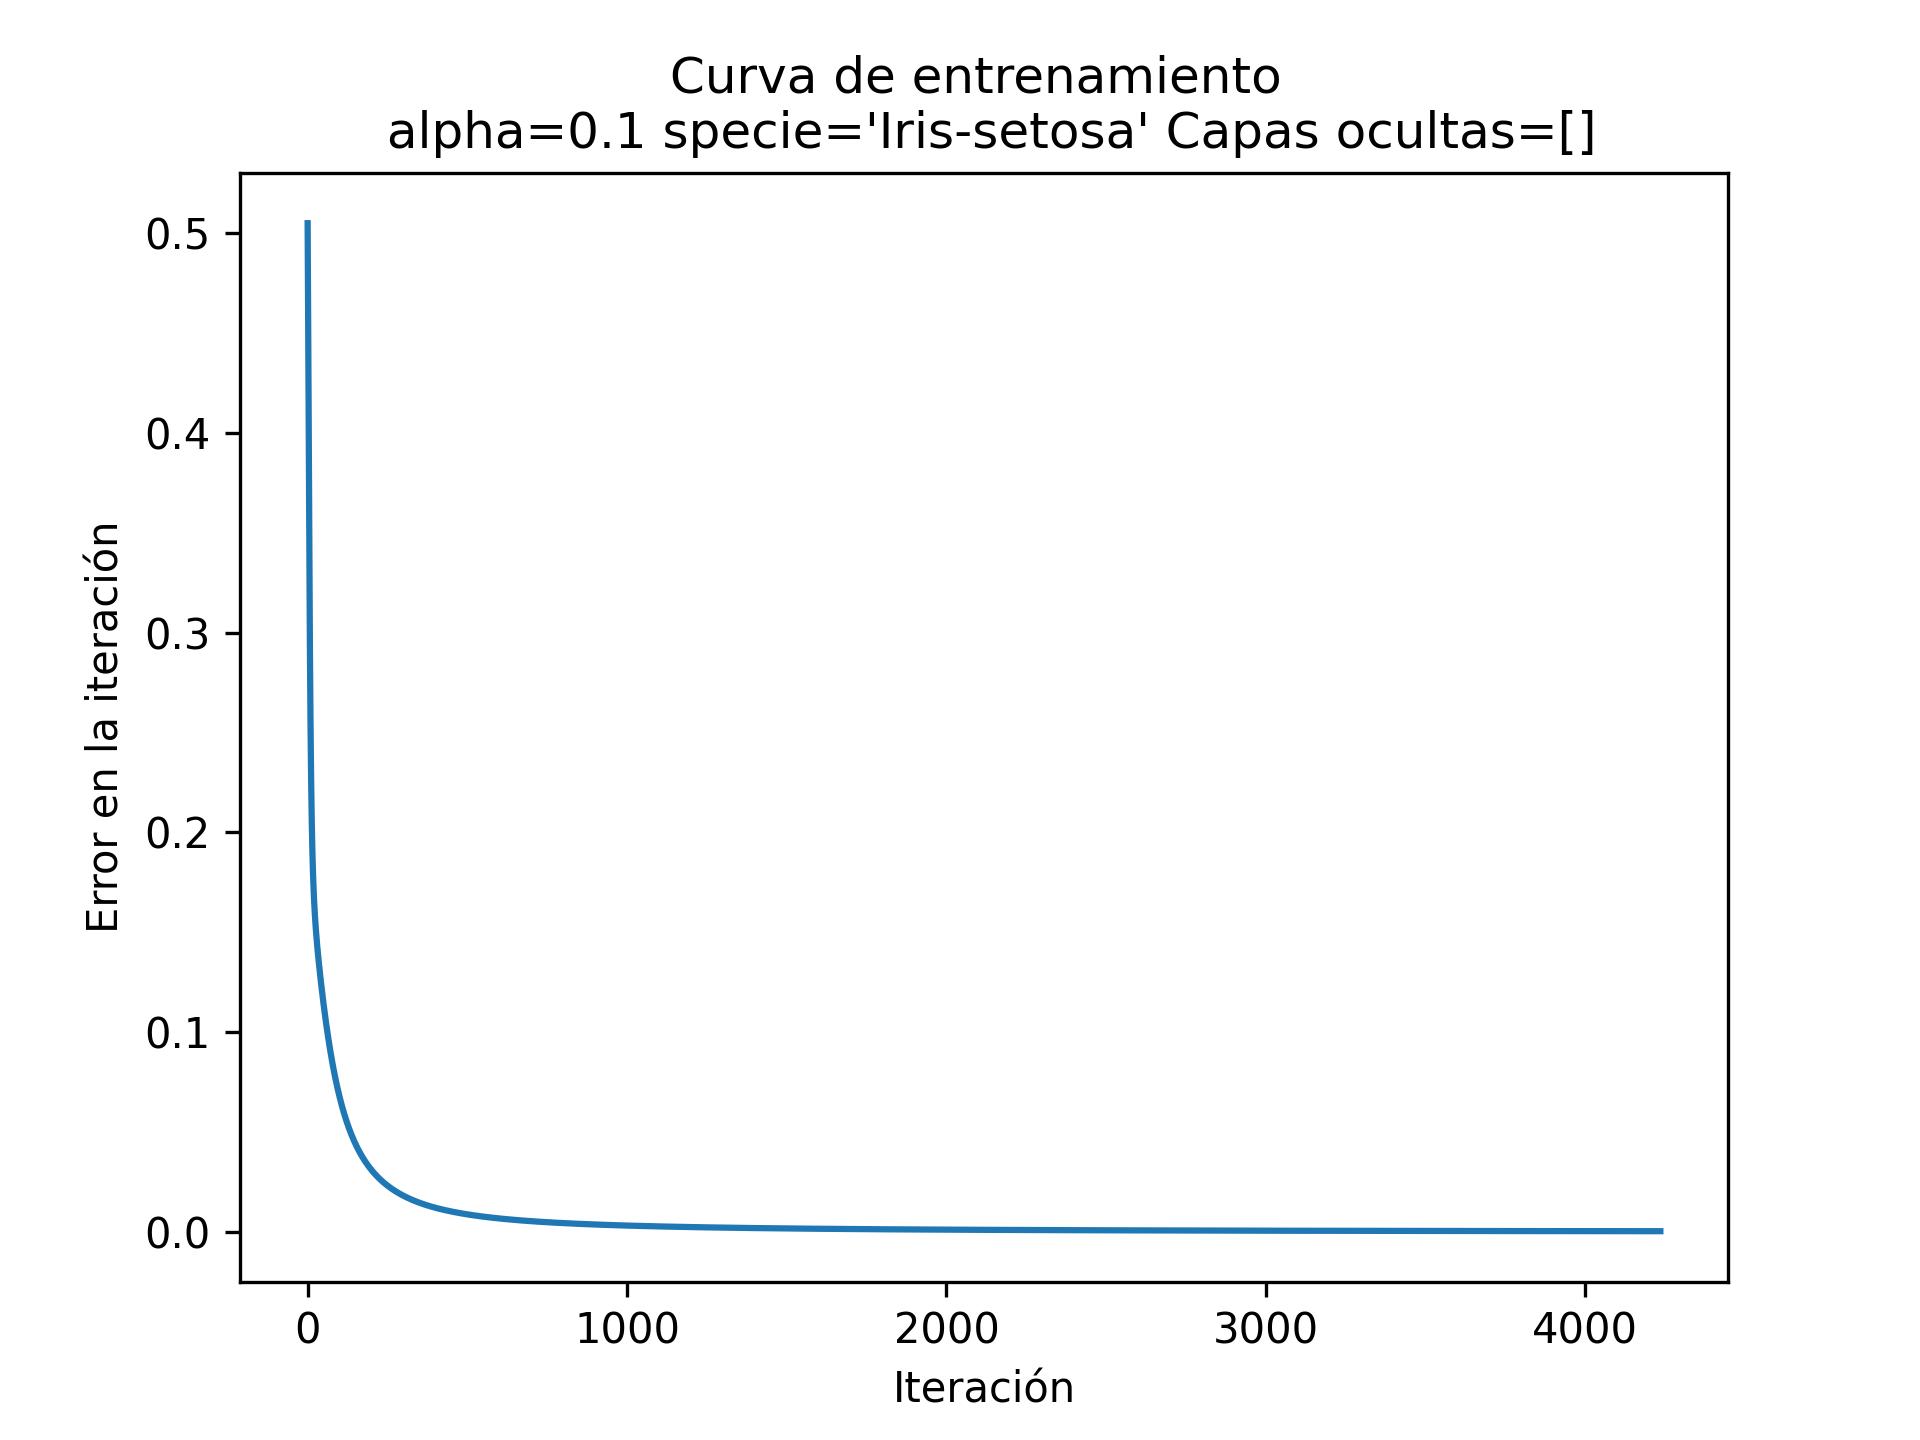 Curva de entrenamiento
alpha=0.1 specie='Iris-setosa' Capas ocultas=[]
Error en la iteración
0.5
0.4
0.3
0.2
0.1
0.0
0 1000 2000 3000 4000
Iteración